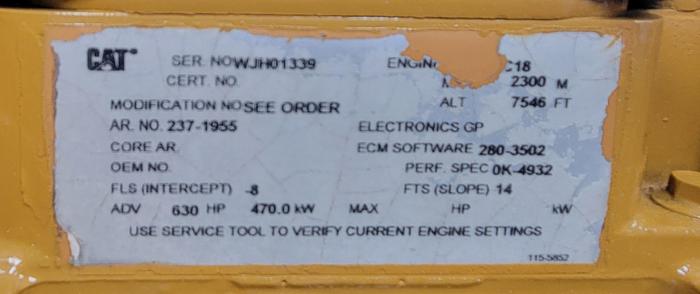 CAT SER. NO WJH01339 C18
CERT. NO. 2300 M
MODIFICATION NO SEE ORDER ALT 7546 FT
AR. NO. 237-1955 ELECTRONICS GP
CORE AR. ECM SOFTWARE 280-3502
OEM NO. PERF. SPEC 0K-4932
FLS (INTERCEPT) -8 FTS (SLOPE) 14
ADV 630 HP 470.0 kW MAX HP kW
USE SERVICE TOOL TO VERIFY CURRENT ENGINE SETTINGS
115-5852